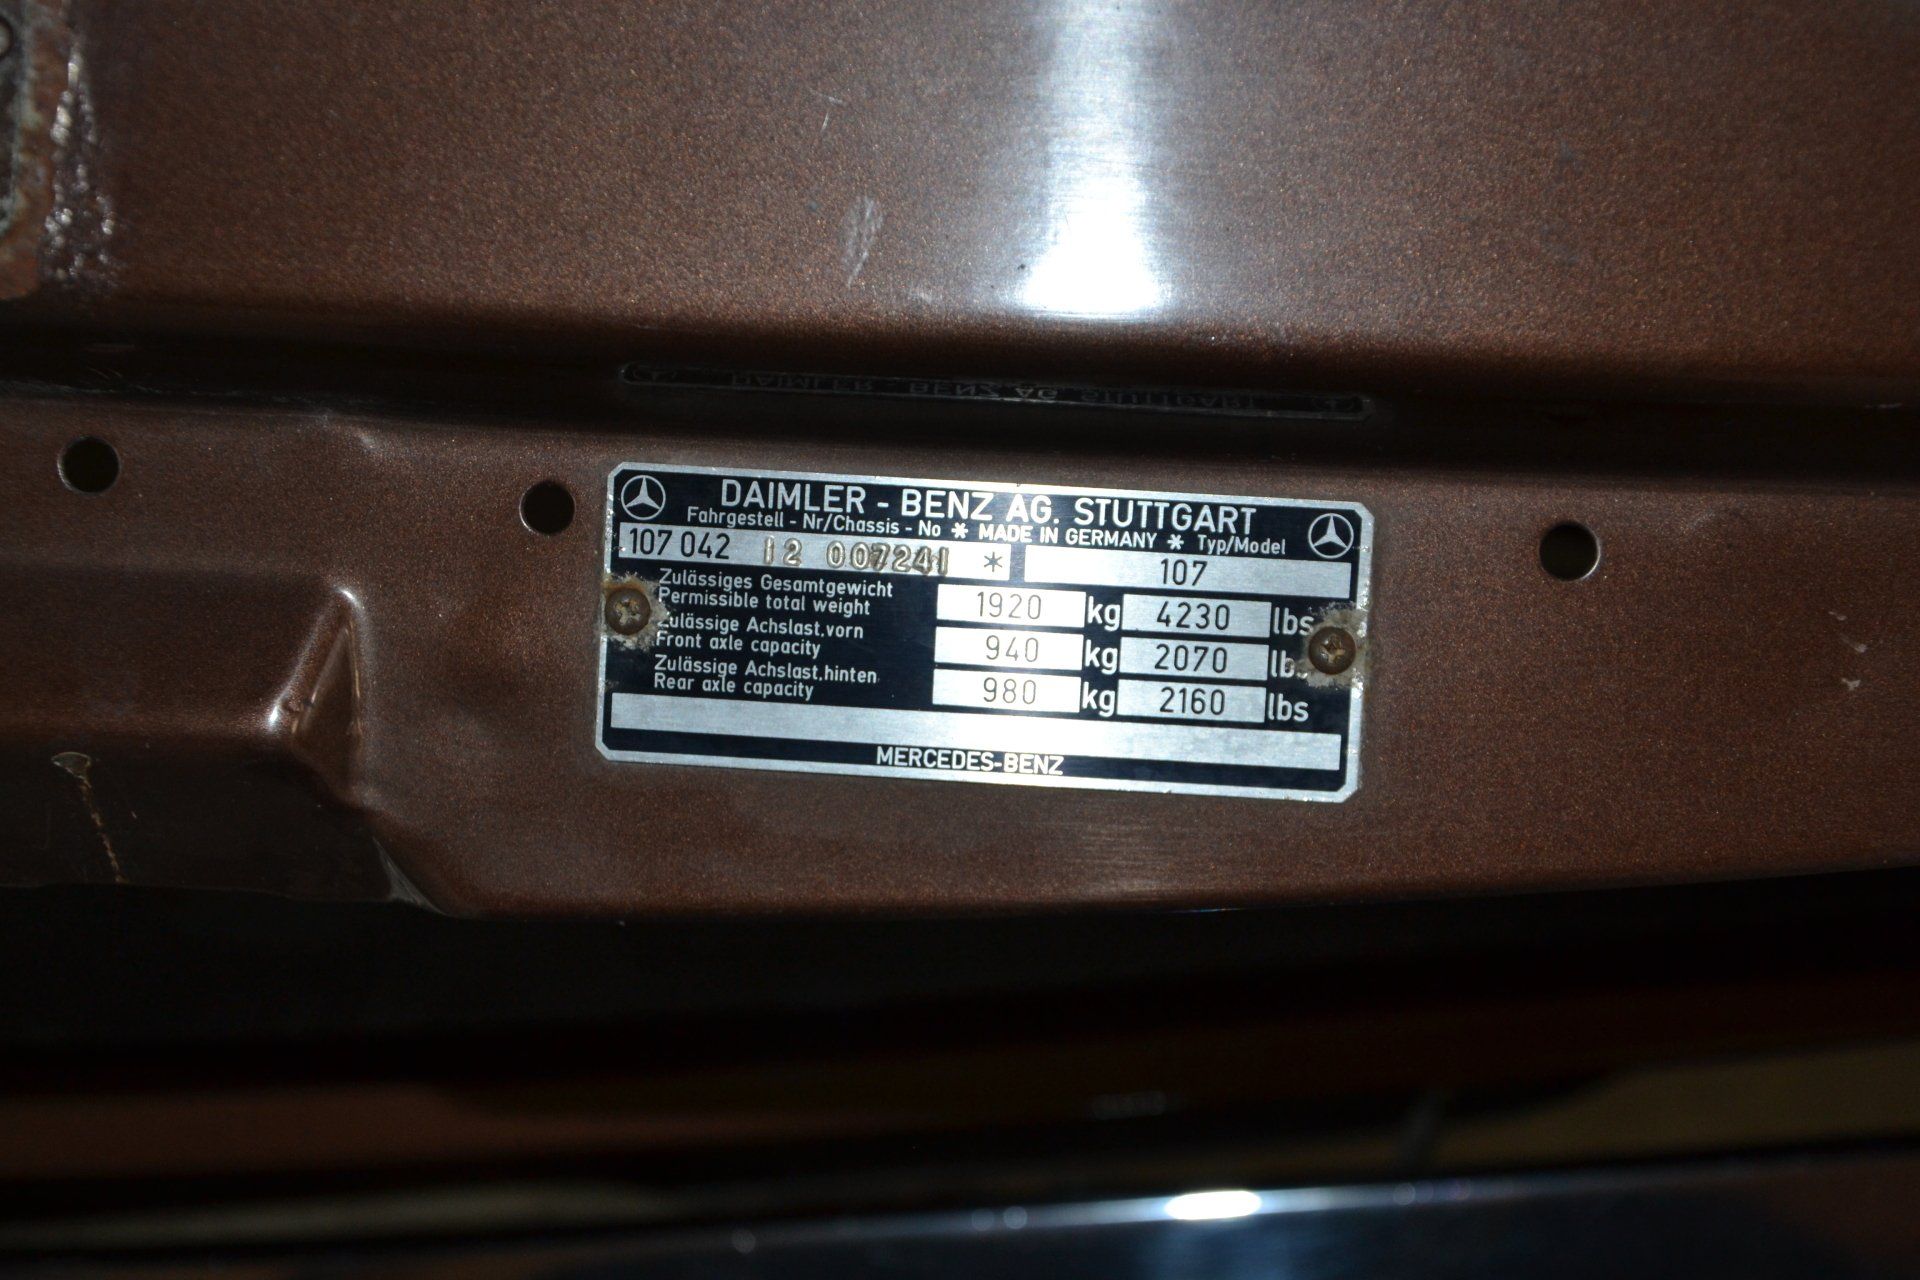 DAIMLER - BENZ AG. STUTTGART
Fahrgestell - Nr/Chassis - No * MADE IN GERMANY * Typ/Model
107 042 12 007241 * 107
Zulässiges Gesamtgewicht
Permissible total weight 1920 kg 4230 lbs
Zulässige Achslast,vorn
Front axle capacity 940 kg 2070 lbs
Zulässige Achslast,hinten
Rear axle capacity 980 kg 2160 lbs
MERCEDES-BENZ